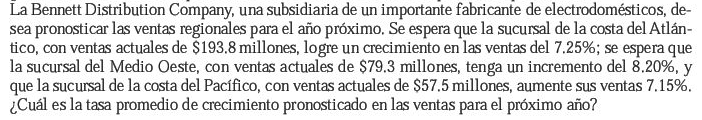 La Bennett Distribution Company, una subsidiaria de un importante fabricante de electrodomésticos, de-
sea pronosticar las ventas regionales para el año próximo. Se espera que la sucursal de la costa del Atlán-
tico, con ventas actuales de $193.8 millones, logre un crecimiento en las ventas del 7.25%; se espera que
la sucursal del Medio Oeste, con ventas actuales de $79.3 millones, tenga un incremento del 8.20%, y
que la sucursal de la costa del Pacífico, con ventas actuales de $57.5 millones, aumente sus ventas 7.15%.
¿Cuál es la tasa promedio de crecimiento pronosticado en las ventas para el próximo año?